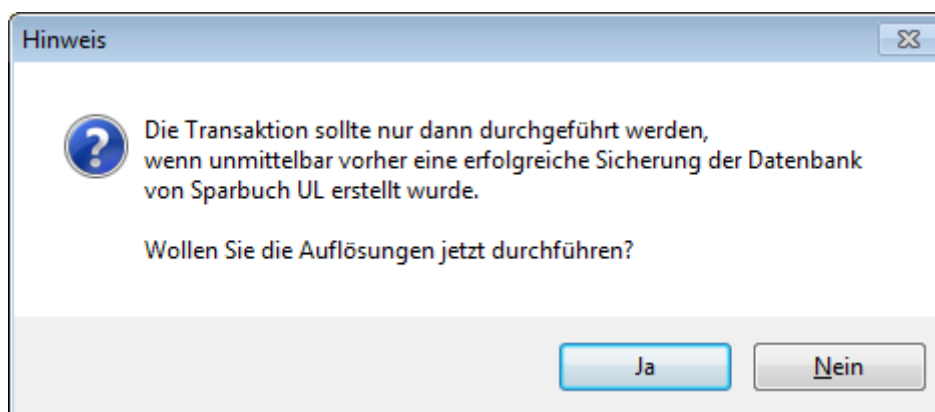 Hinweis
Die Transaktion sollte nur dann durchgeführt werden,
wenn unmittelbar vorher eine erfolgreiche Sicherung der Datenbank
von Sparbuch UL erstellt wurde.
Wollen Sie die Auflösungen jetzt durchführen?
Ja
Nein